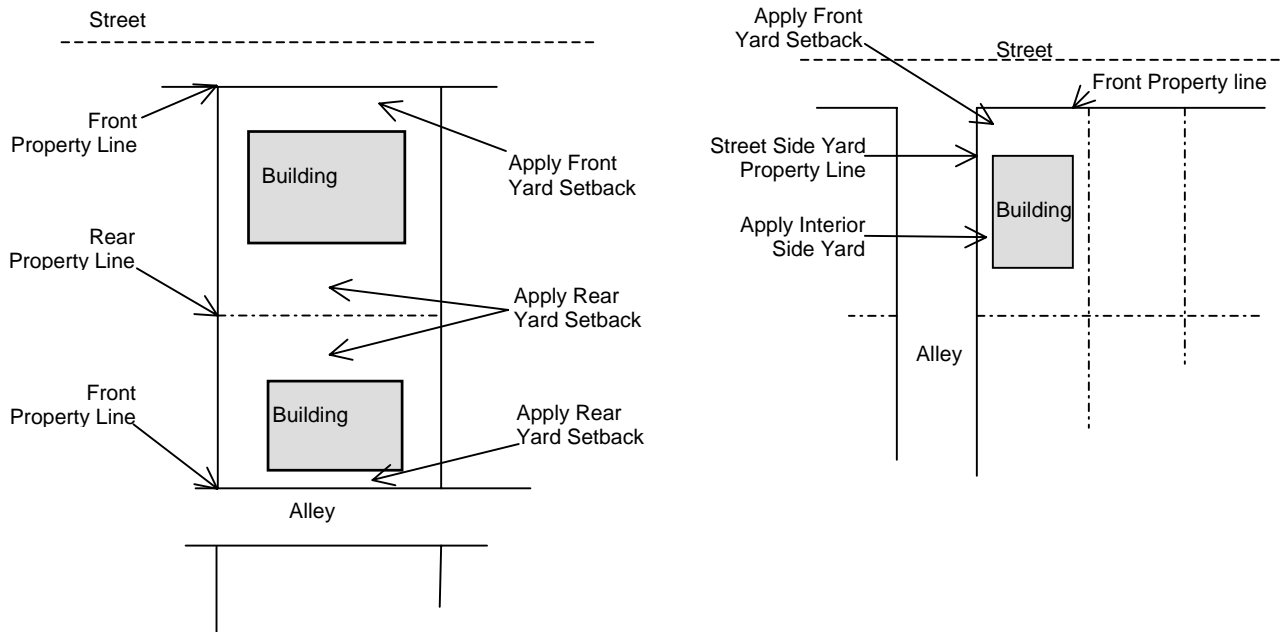 Street
Front
Property Line
Building
Apply Front
Yard Setback
Rear
Property Line
Apply Rear
Yard Setback
Front
Property Line
Building
Apply Rear
Yard Setback
Alley
Apply Front
Yard Setback
Street
Front Property line
Street Side Yard
Property Line
Building
Apply Interior
Side Yard
Alley